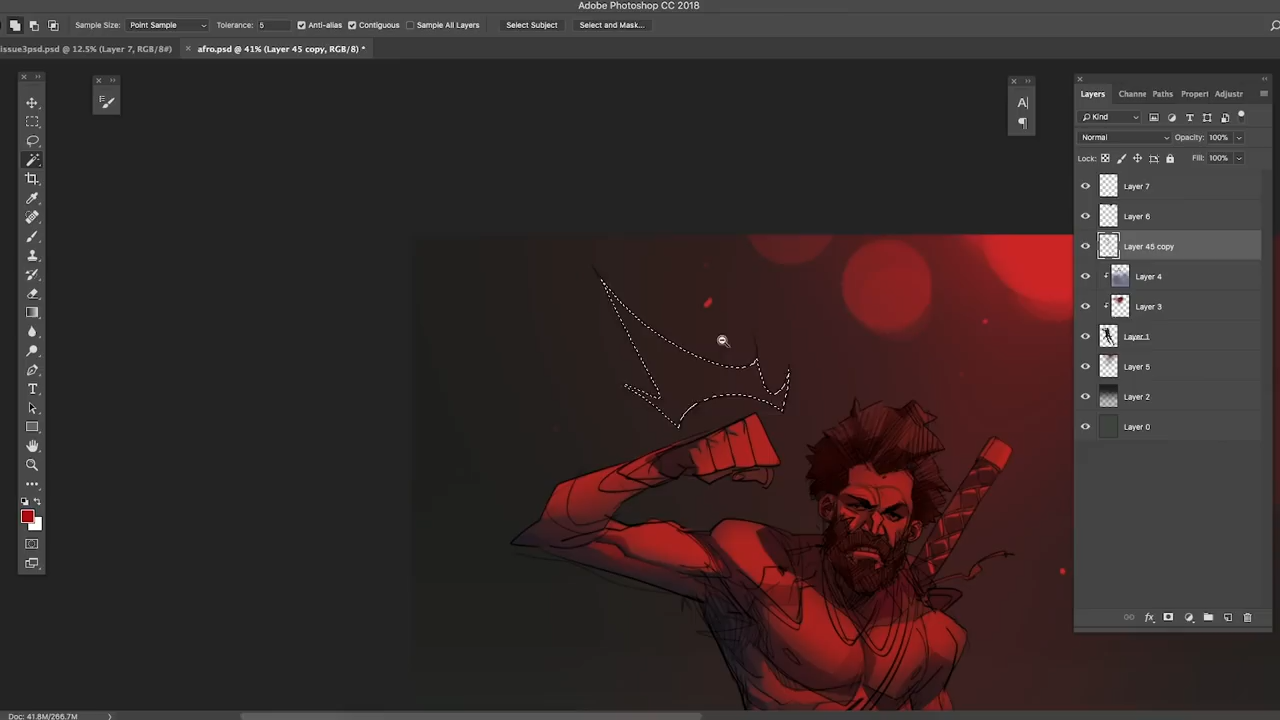 Adobe Photoshop CC 2018
Sample Size: Point Sample Tolerance: 5 Anti-alias Contiguous Sample All Layers Select Subject Select and Mask...
issue3psd.psd @ 12.5% (Layer 7, RGB/8#) × afro.psd @ 41% (Layer 45 copy, RGB/8) *
Layers Channe Paths Propert Adjustr
Kind
Normal Opacity: 100%
Lock: Fill: 100%
Layer 7
Layer 6
Layer 45 copy
Layer 4
Layer 3
Layer 1
Layer 5
Layer 2
Layer 0
Doc: 41.8M/266.7M